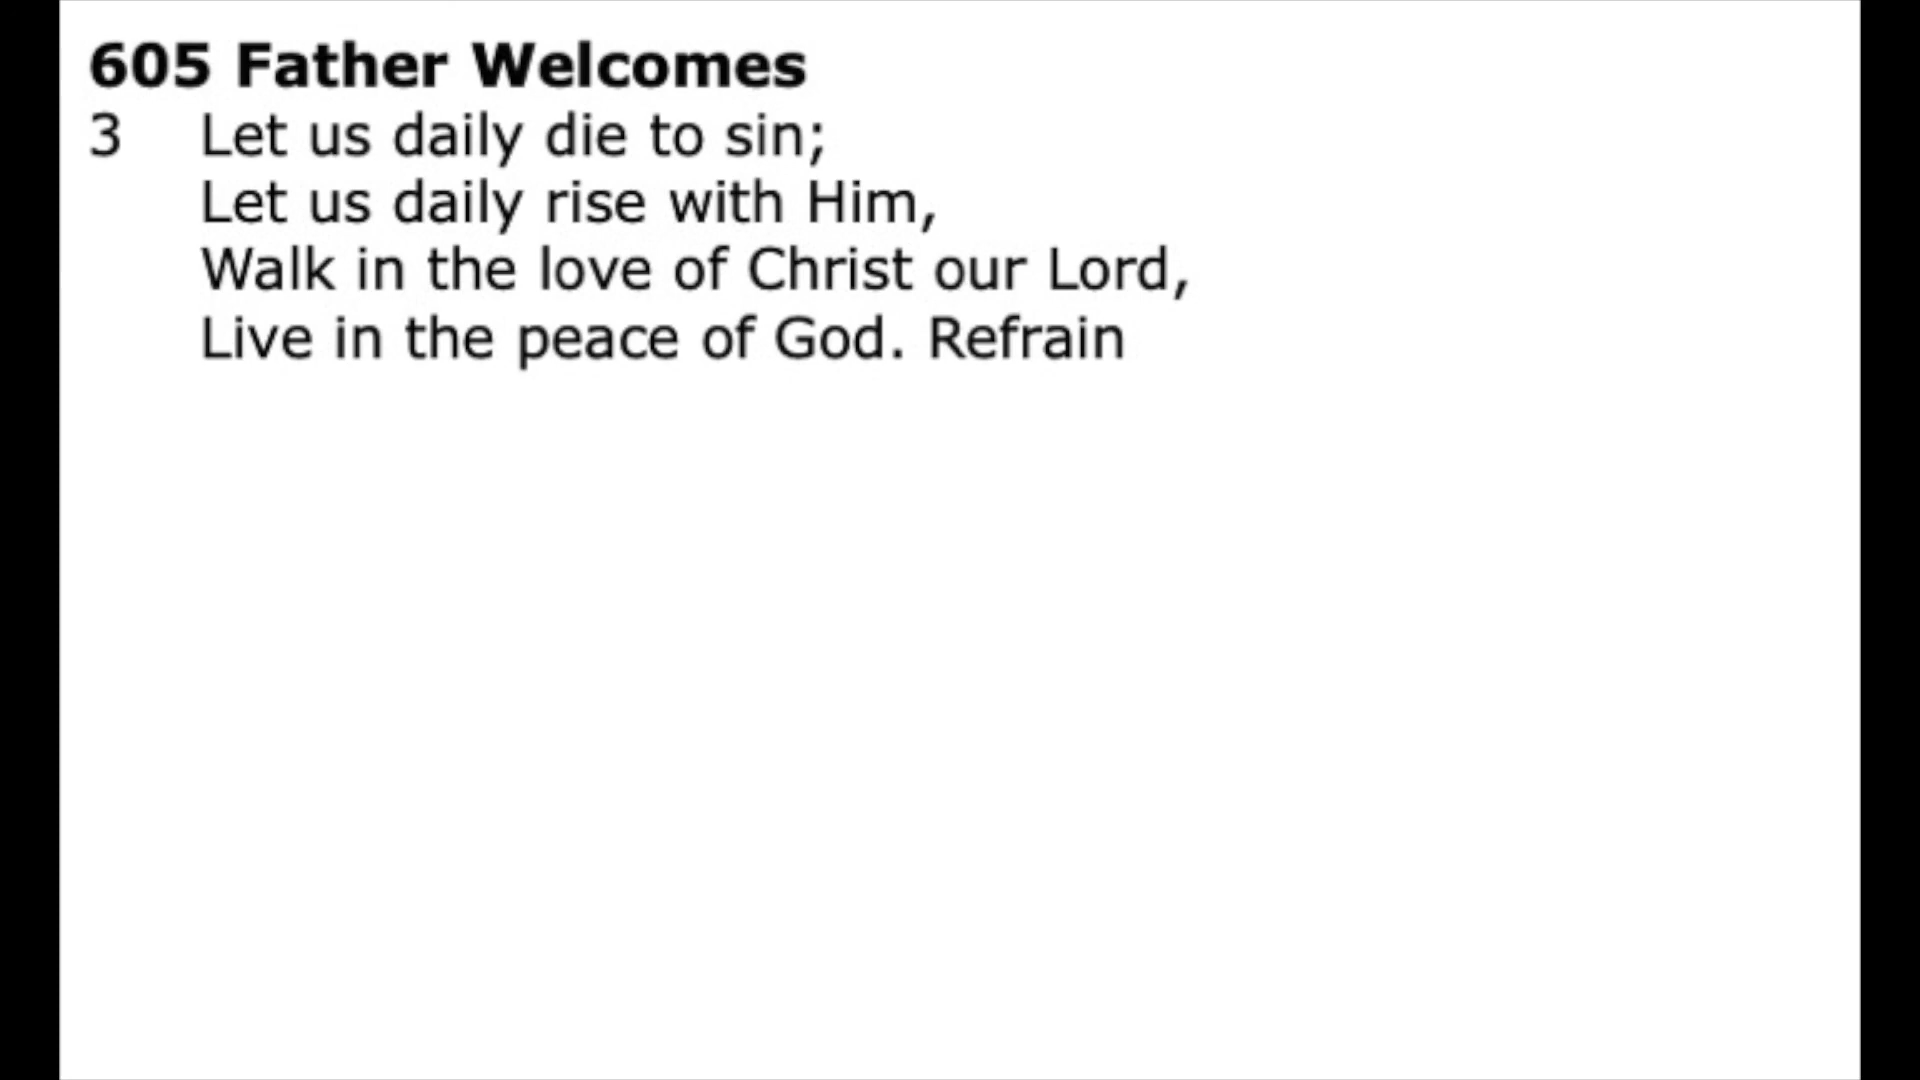 605 Father Welcomes
3 Let us daily die to sin;
Let us daily rise with Him,
Walk in the love of Christ our Lord,
Live in the peace of God. Refrain